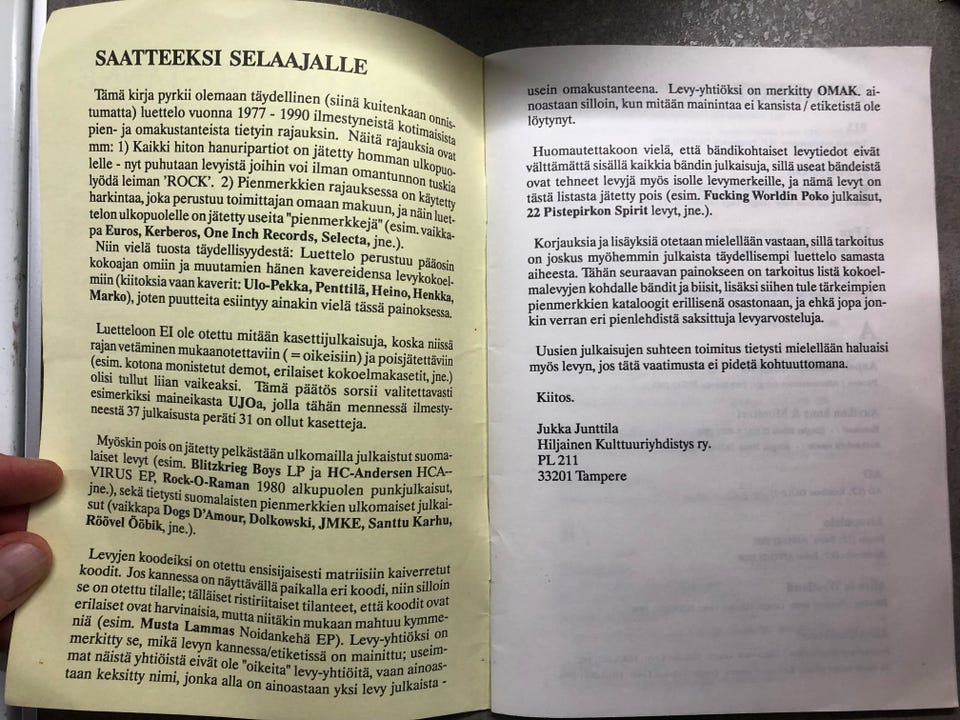 SAATTEEKSI SELAAJALLE
Tämä kirja pyrkii olemaan täydellinen (siinä kuitenkaan onnis-
tumatta) luettelo vuonna 1977 - 1990 ilmestyneistä kotimaisista
pien- ja omakustanteista tietyin rajauksin. Näitä rajauksia ovat
mm: 1) Kaikki hiton hanuripartiot on jätetty homman ulkopuo-
lelle - nyt puhutaan levyistä joihin voi ilman omantunnon tuskia
lyödä leiman 'ROCK'. 2) Pienmerkkien rajauksessa on käytetty
harkintaa, joka perustuu toimittajan omaan makuun, ja näin luet-
telon ulkopuolelle on jätetty useita "pienmerkkejä" (esim. vaikka-
pa Euros, Kerberos, One Inch Records, Selecta, jne.).
Niin vielä tuosta täydellisyydestä: Luettelo perustuu pääosin
kokoajan omiin ja muutamien hänen kavereidensa levykokoel-
miin (kiitoksia vaan kaverit: Ulo-Pekka, Penttilä, Heino, Henkka,
Marko), joten puutteita esiintyy ainakin vielä tässä painoksessa.
Luetteloon EI ole otettu mitään kasettijulkaisuja, koska niissä
rajan vetäminen mukaanotettaviin ( = oikeisiin) ja poisjätettäviin
(esim. kotona monistetut demot, erilaiset kokoelmakasetit, jne.)
olisi tullut liian vaikeaksi. Tämä päätös sorsii valitettavasti
esimerkiksi maineikasta UJOa, jolla tähän mennessä ilmesty-
neestä 37 julkaisusta peräti 31 on ollut kasetteja.
Myöskin pois on jätetty pelkästään ulkomailla julkaistut suoma-
laiset levyt (esim. Blitzkrieg Boys LP ja HC-Andersen HCA--
VIRUS EP, Rock-O-Raman 1980 alkupuolen punkjulkaisut,
jne.), sekä tietysti suomalaisten pienmerkkien ulkomaiset julkai-
sut (vaikkapa Dogs D'Amour, Dolkowski, JMKE, Santtu Karhu,
Röövel Ööbik, jne.).
Levyjen koodeiksi on otettu ensisijaisesti matriisiin kaiverretut
koodit. Jos kannessa on näyttävällä paikalla eri koodi, niin silloin
se on otettu tilalle; tälläiset ristiriitaiset tilanteet, että koodit ovat
erilaiset ovat harvinaisia, mutta niitäkin mukaan mahtuu kymme-
niä (esim. Musta Lammas Noidankehä EP). Levy-yhtiöksi on
merkitty se, mikä levyn kannessa/etiketissä on mainittu; useim-
mat näistä yhtiöistä eivät ole "oikeita" levy-yhtiöitä, vaan ainoas-
taan keksitty nimi, jonka alla on ainoastaan yksi levy julkaistu -
usein omakustanteena. Levy-yhtiöksi on merkitty OMAK. ai-
noastaan silloin, kun mitään mainintaa ei kansista / etiketistä ole
löytynyt.
Huomautettakoon vielä, että bändikohtaiset levytiedot eivät
välttämättä sisällä kaikkia bändin julkaisuja, sillä useat bändeistä
ovat tehneet levyjä myös isolle levymerkeille, ja nämä levyt on
tästä listasta jätetty pois (esim. Fucking Worldin Poko julkaisut,
22 Pistepirkon Spirit levyt, jne.).
Korjauksia ja lisäyksiä otetaan mielellään vastaan, sillä tarkoitus
on joskus myöhemmin julkaista täydellisempi luettelo samasta
aiheesta. Tähän seuraavan painokseen on tarkoitus listä kokoel-
malevyjen kohdalle bändit ja biisit, lisäksi siihen tule tärkeimpien
pienmerkkien kataloogit erillisenä osastonaan, ja ehkä jopa jon-
kin verran eri pienlehdistä saksittuja levyarvosteluja.
Uusien julkaisujen suhteen toimitus tietysti mielellään haluaisi
myös levyn, jos tätä vaatimusta ei pidetä kohtuuttomana.
Kiitos.
Jukka Junttila
Hiljainen Kulttuuriyhdistys ry.
PL 211
33201 Tampere